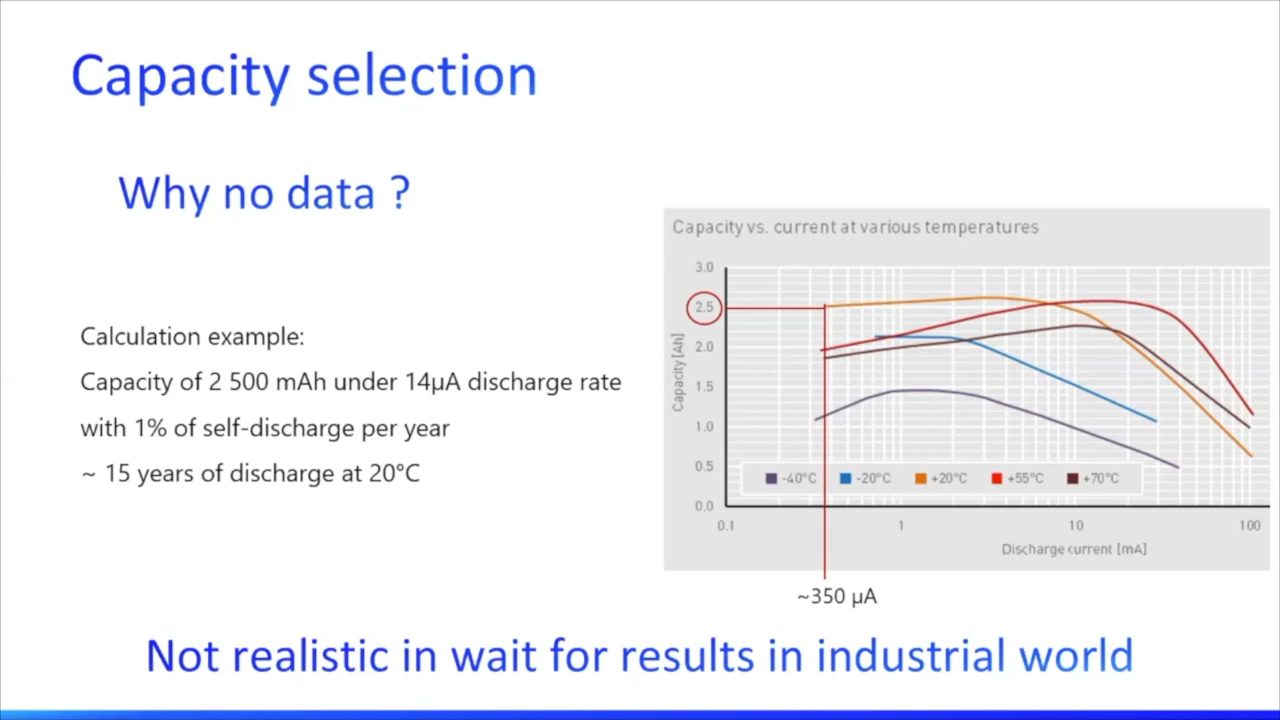 Capacity selection
Why no data ?
Calculation example:
Capacity of 2 500 mAh under 14µA discharge rate
with 1% of self-discharge per year
~ 15 years of discharge at 20°C
Capacity vs. current at various temperatures
Capacity [Ah]
3.0
2.5
2.0
1.5
1.0
0.5
0.0
-40°C -20°C +20°C +55°C +70°C
0.1 1 10 100
Discharge current [mA]
~350 µA
Not realistic in wait for results in industrial world